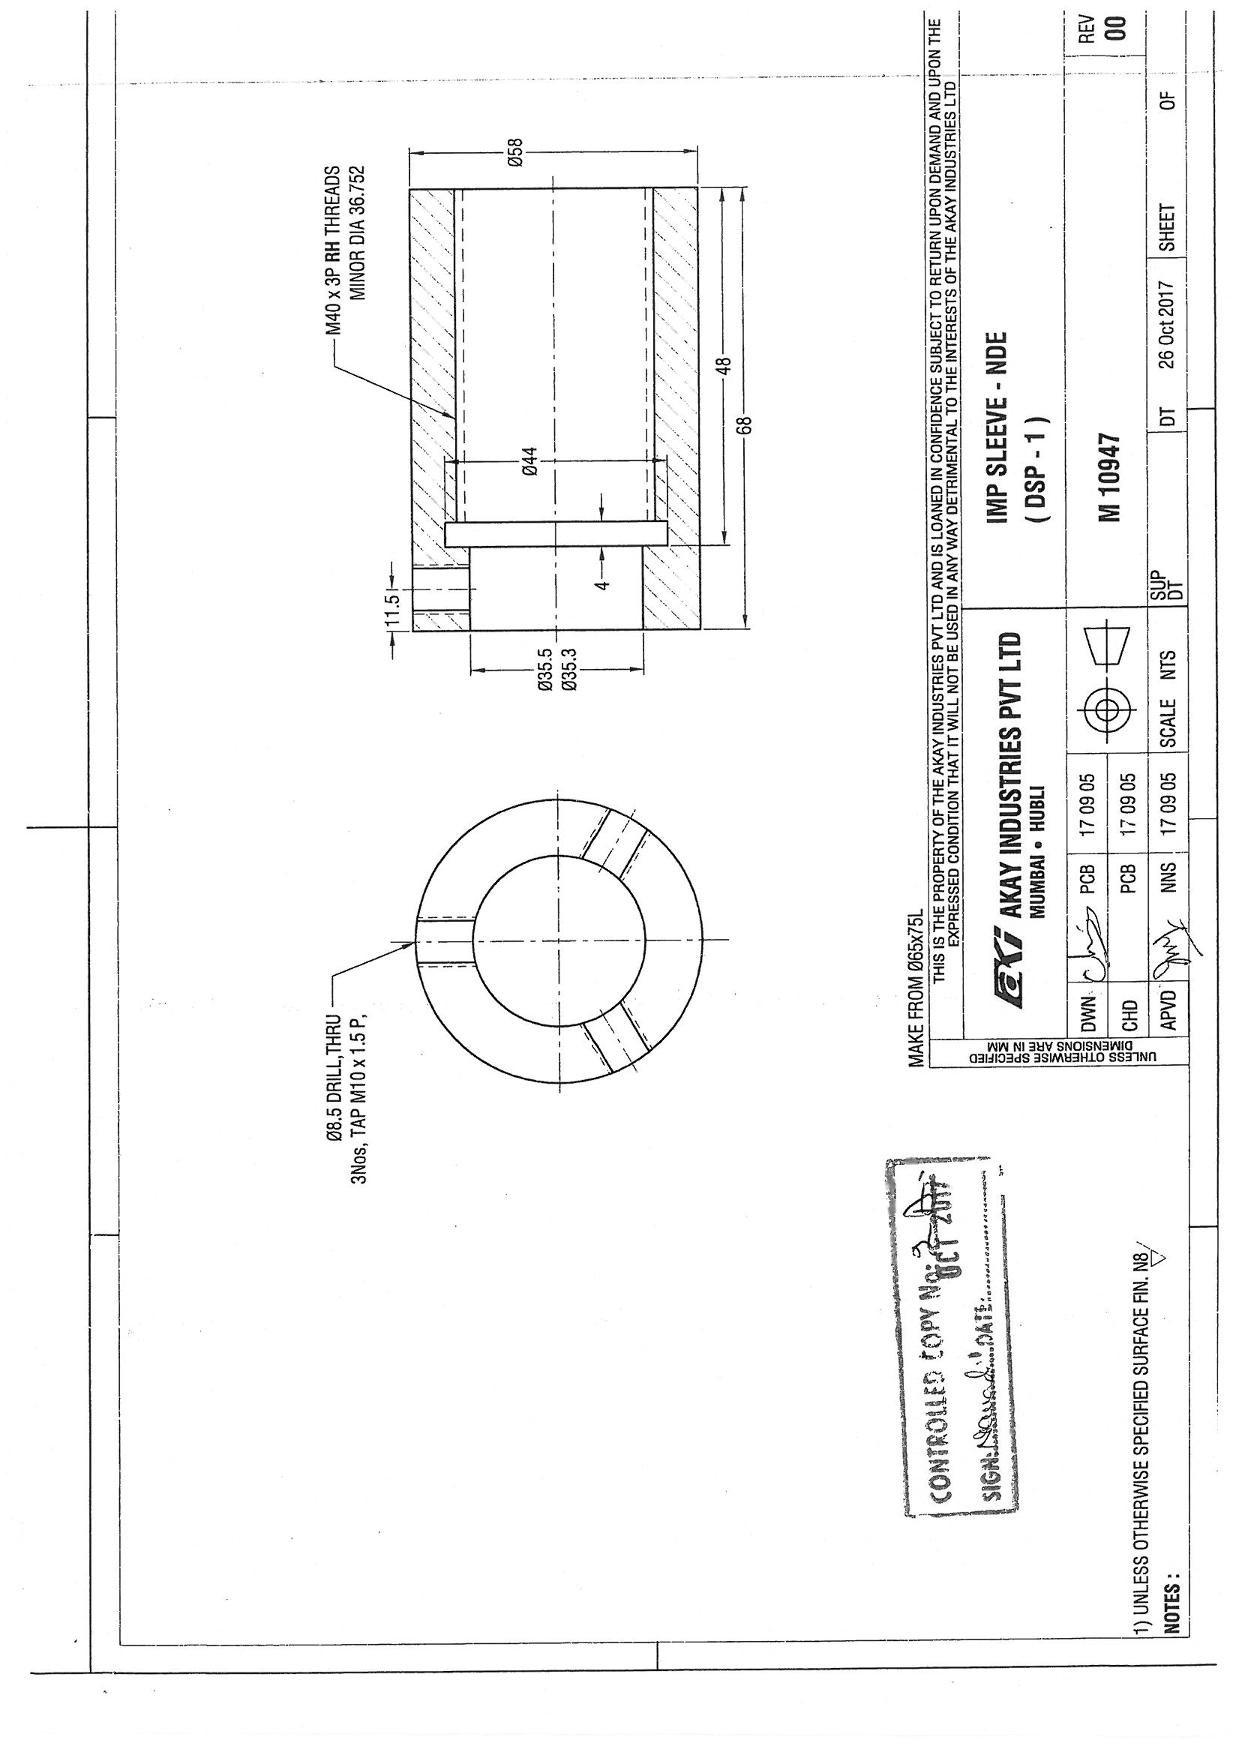 M40 x 3P RH THREADS
MINOR DIA 36.752
Ø58
Ø44
48
68
4
11.5
Ø35.5
Ø35.3
Ø8.5 DRILL,THRU
3Nos, TAP M10 x 1.5 P,
MAKE FROM Ø65x75L
THIS IS THE PROPERTY OF THE AKAY INDUSTRIES PVT LTD AND IS LOANED IN CONFIDENCE SUBJECT TO RETURN UPON DEMAND AND UPON THE
EXPRESSED CONDITION THAT IT WILL NOT BE USED IN ANY WAY DETRIMENTAL TO THE INTERESTS OF THE AKAY INDUSTRIES LTD
UNLESS OTHERWISE SPECIFIED
DIMENSIONS ARE IN MM
aKi AKAY INDUSTRIES PVT LTD
MUMBAI • HUBLI
IMP SLEEVE - NDE
( DSP - 1 )
DWN PCB 17 09 05
CHD PCB 17 09 05
APVD NNS 17 09 05
SCALE NTS
M 10947
REV
00
SUP
DT
DT 26 Oct 2017
SHEET OF
CONTROLLED COPY No.
OCT 2017
SIGN. DATE
1) UNLESS OTHERWISE SPECIFIED SURFACE FIN. N8
NOTES :